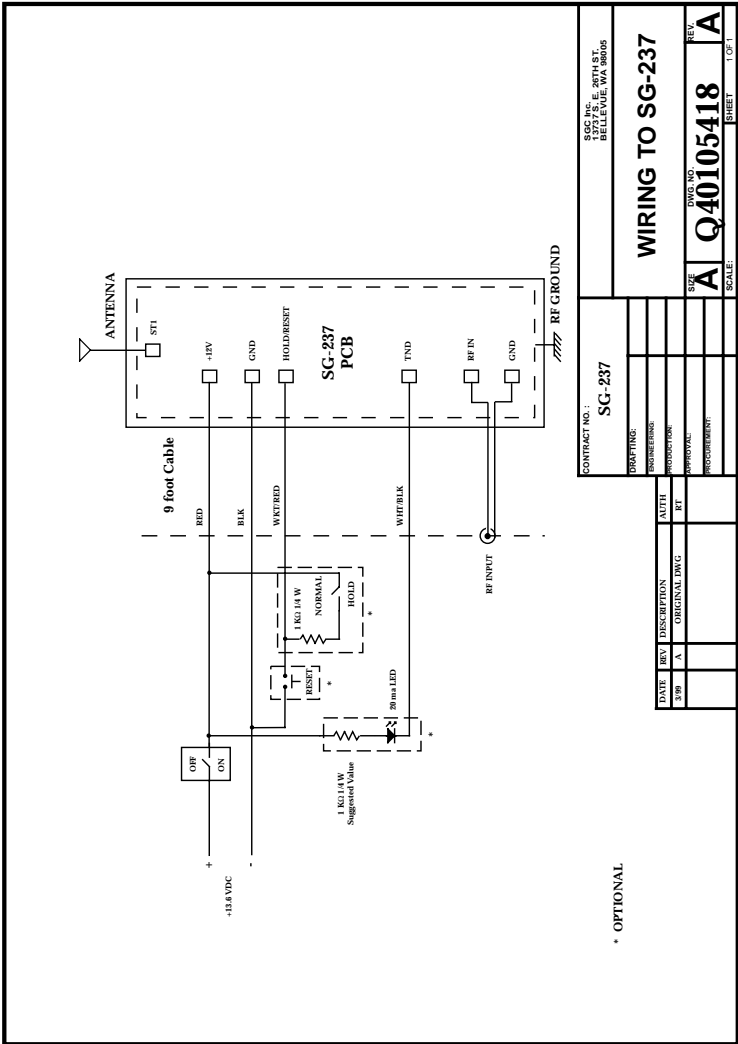 ANTENNA
ST1
+12V
GND
HOLD/RESET
SG-237
PCB
TND
RF IN
GND
RF GROUND
9 foot Cable
RED
BLK
WKT/RED
WHT/BLK
RF INPUT
1 KΩ 1/4 W
NORMAL
HOLD
*
RESET
*
20 ma LED
*
1 KΩ 1/4 W
Suggested Value
OFF
ON
+
-
+13.6 VDC
* OPTIONAL
DATE REV DESCRIPTION AUTH
3/99 A ORIGINAL DWG RT
CONTRACT NO. :
SG-237
DRAFTING:
ENGINEERING:
PRODUCTION:
APPROVAL:
PROCUREMENT:
SGC Inc.
13737 S. E. 26TH ST.
BELLEVUE, WA 98005
WIRING TO SG-237
SIZE
A
DWG. NO.
Q40105418
REV.
A
SCALE:
SHEET 1 OF 1